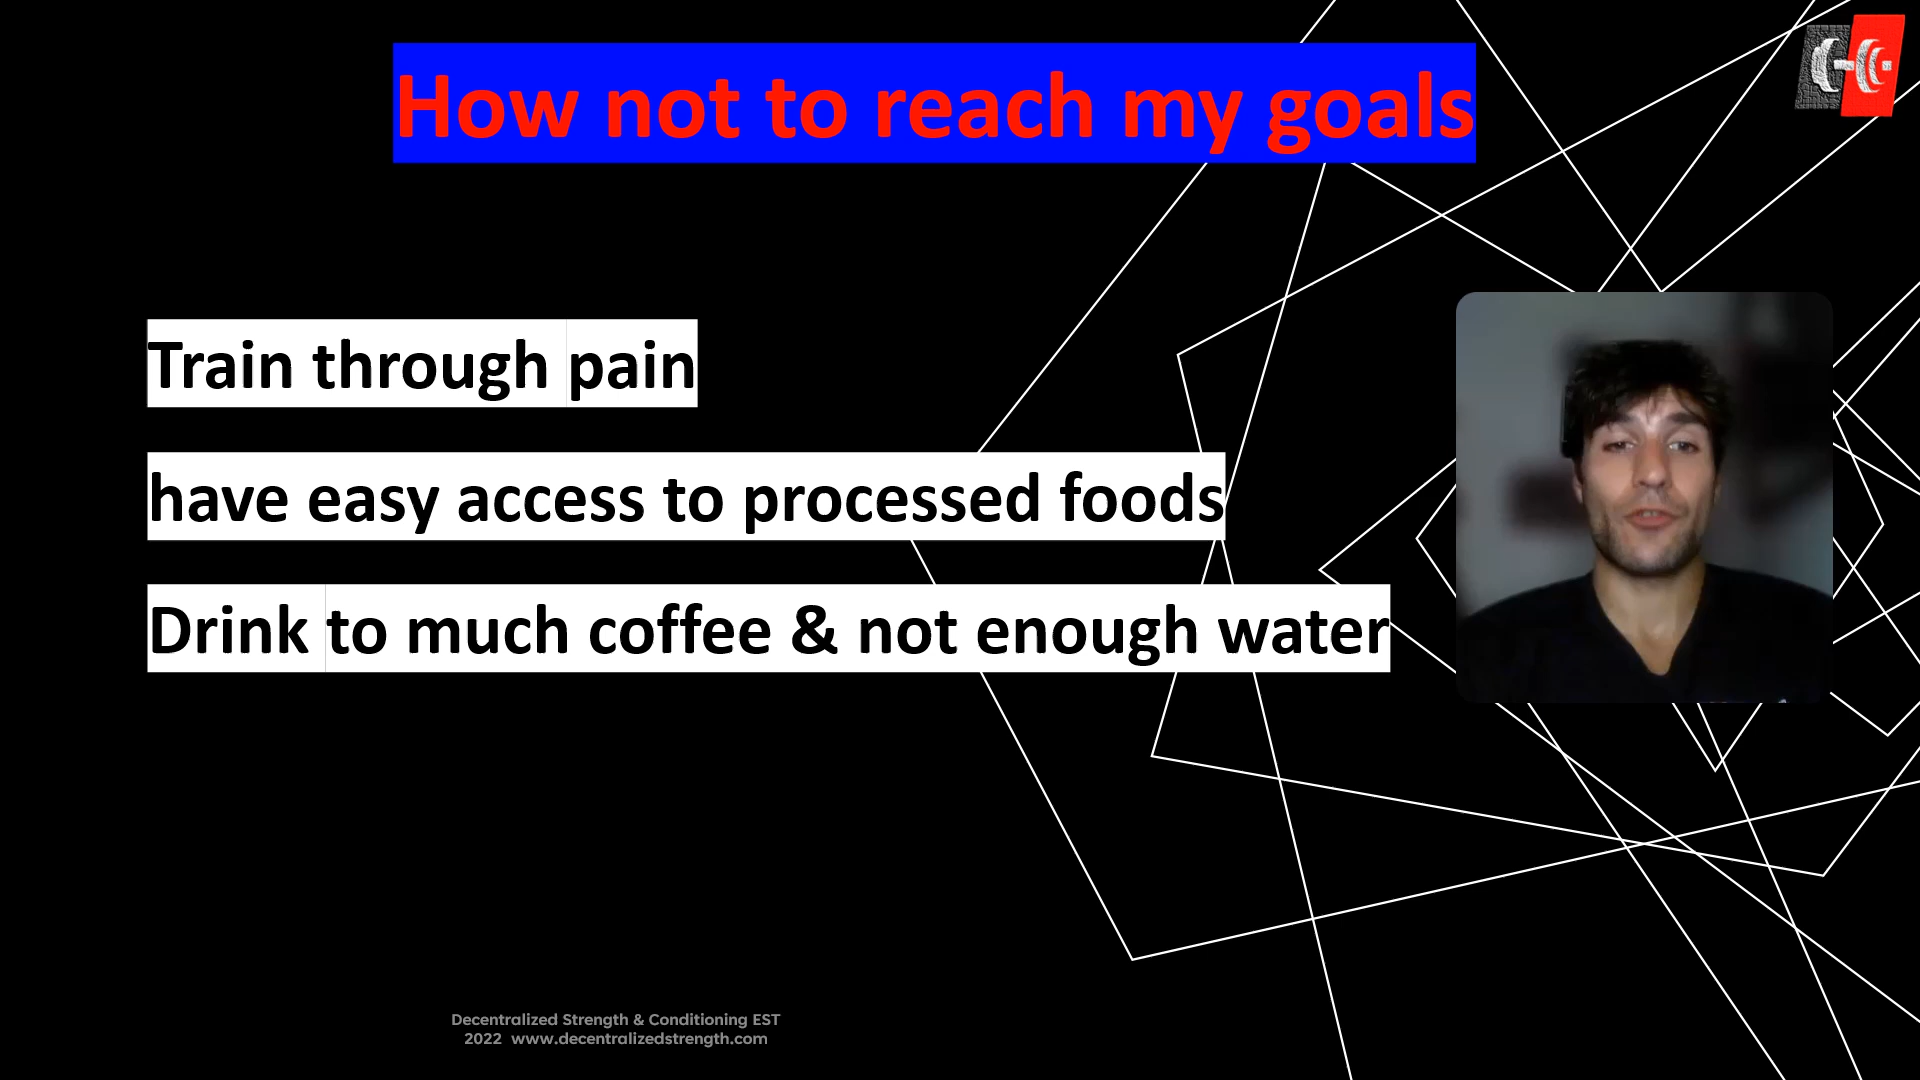 How not to reach my goals
Train through pain
have easy access to processed foods
Drink to much coffee & not enough water
Decentralized Strength & Conditioning EST
2022 www.decentralizedstrength.com